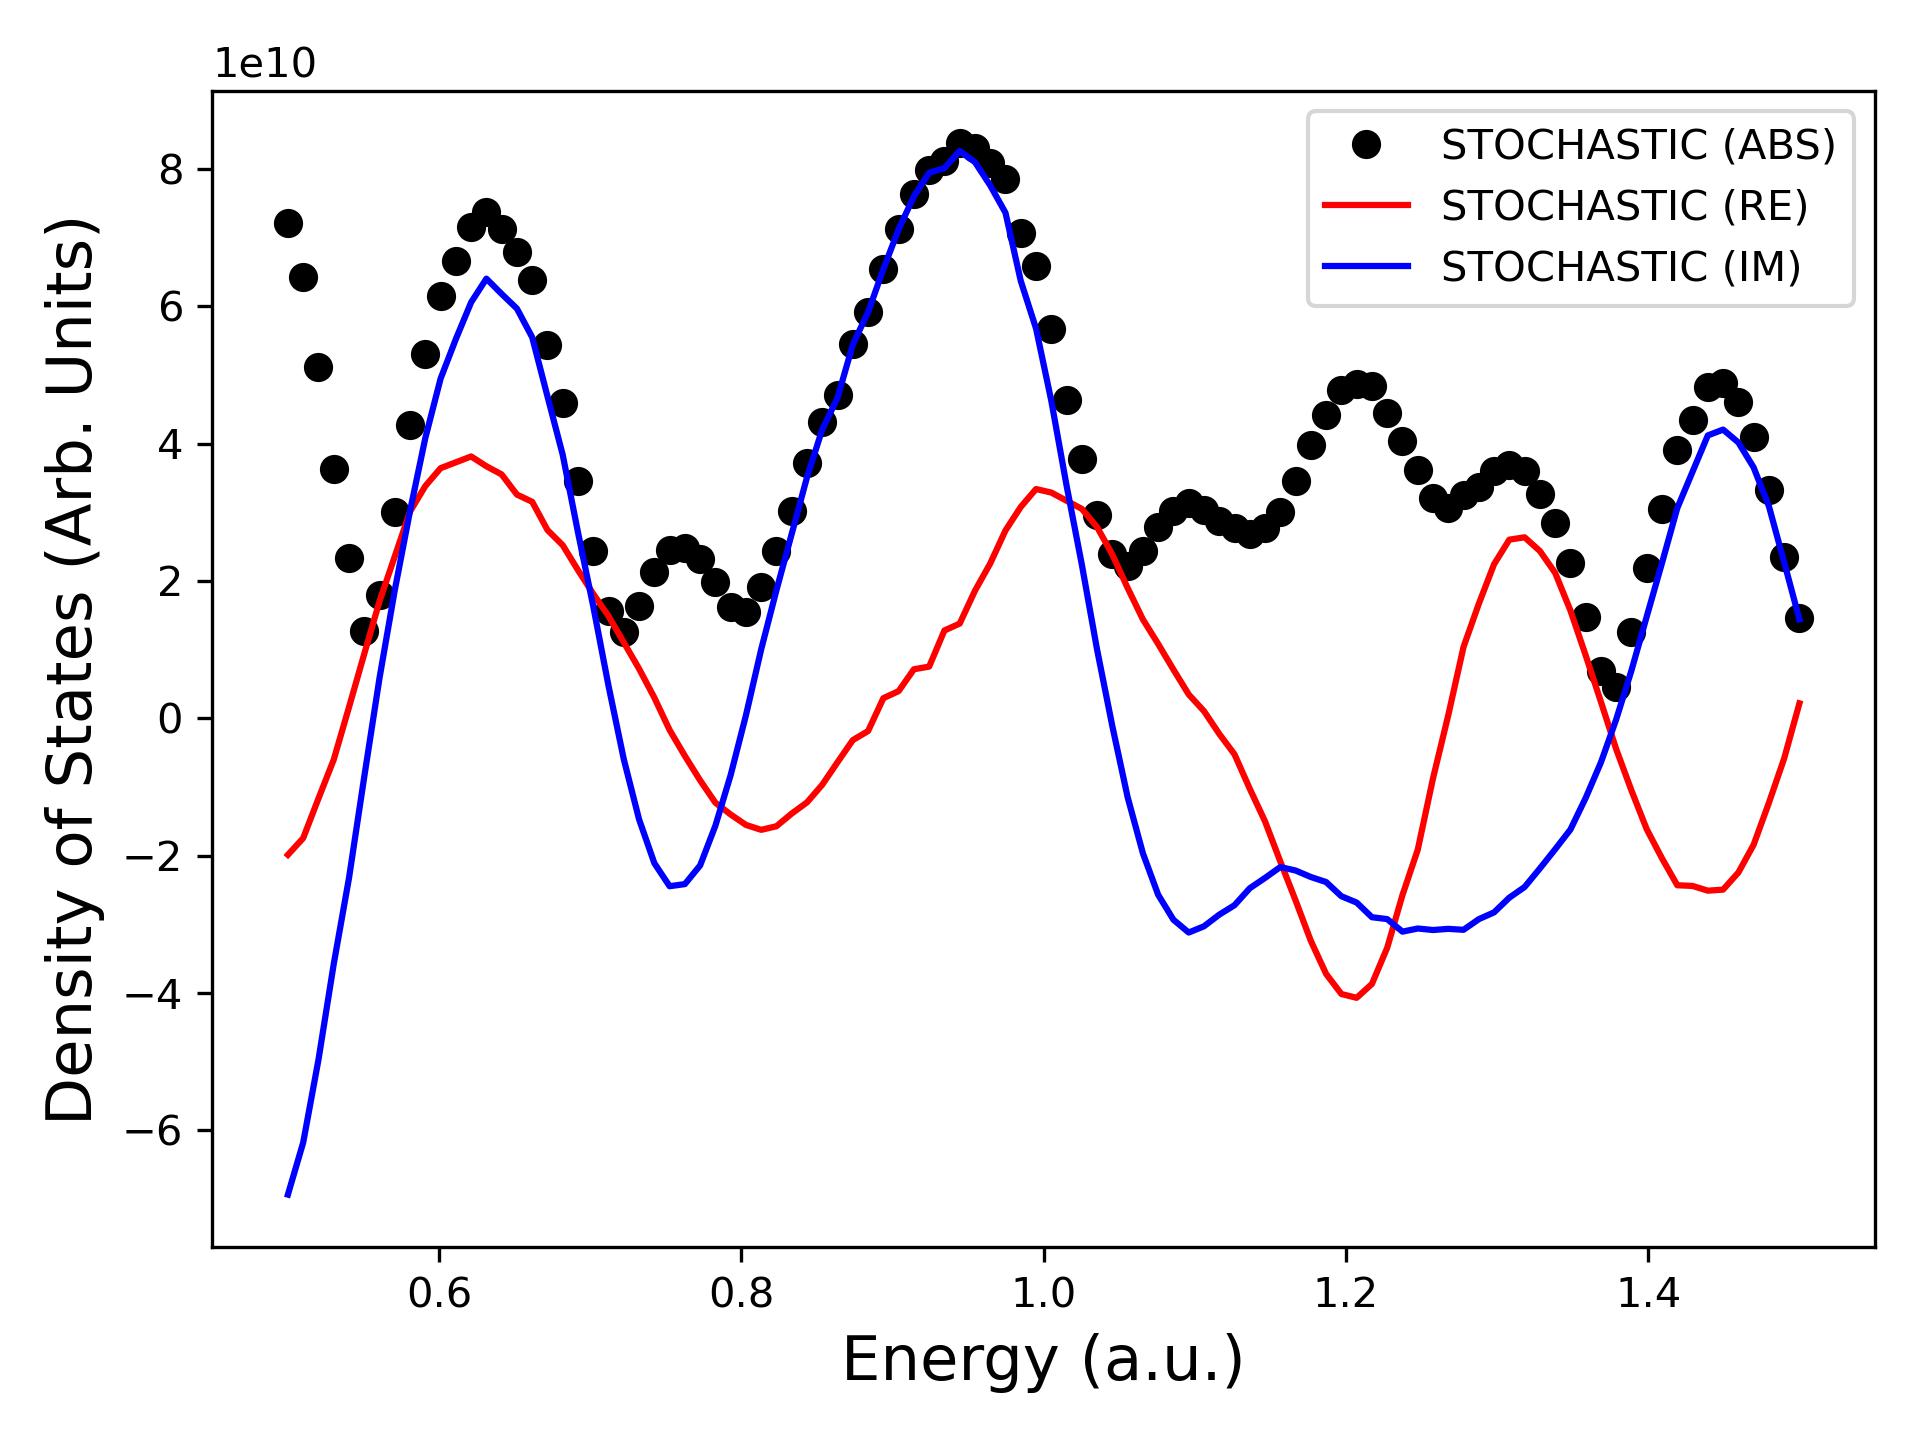 1e10
STOCHASTIC (ABS)
STOCHASTIC (RE)
STOCHASTIC (IM)
Density of States (Arb. Units)
8
6
4
2
0
−2
−4
−6
0.6 0.8 1.0 1.2 1.4
Energy (a.u.)